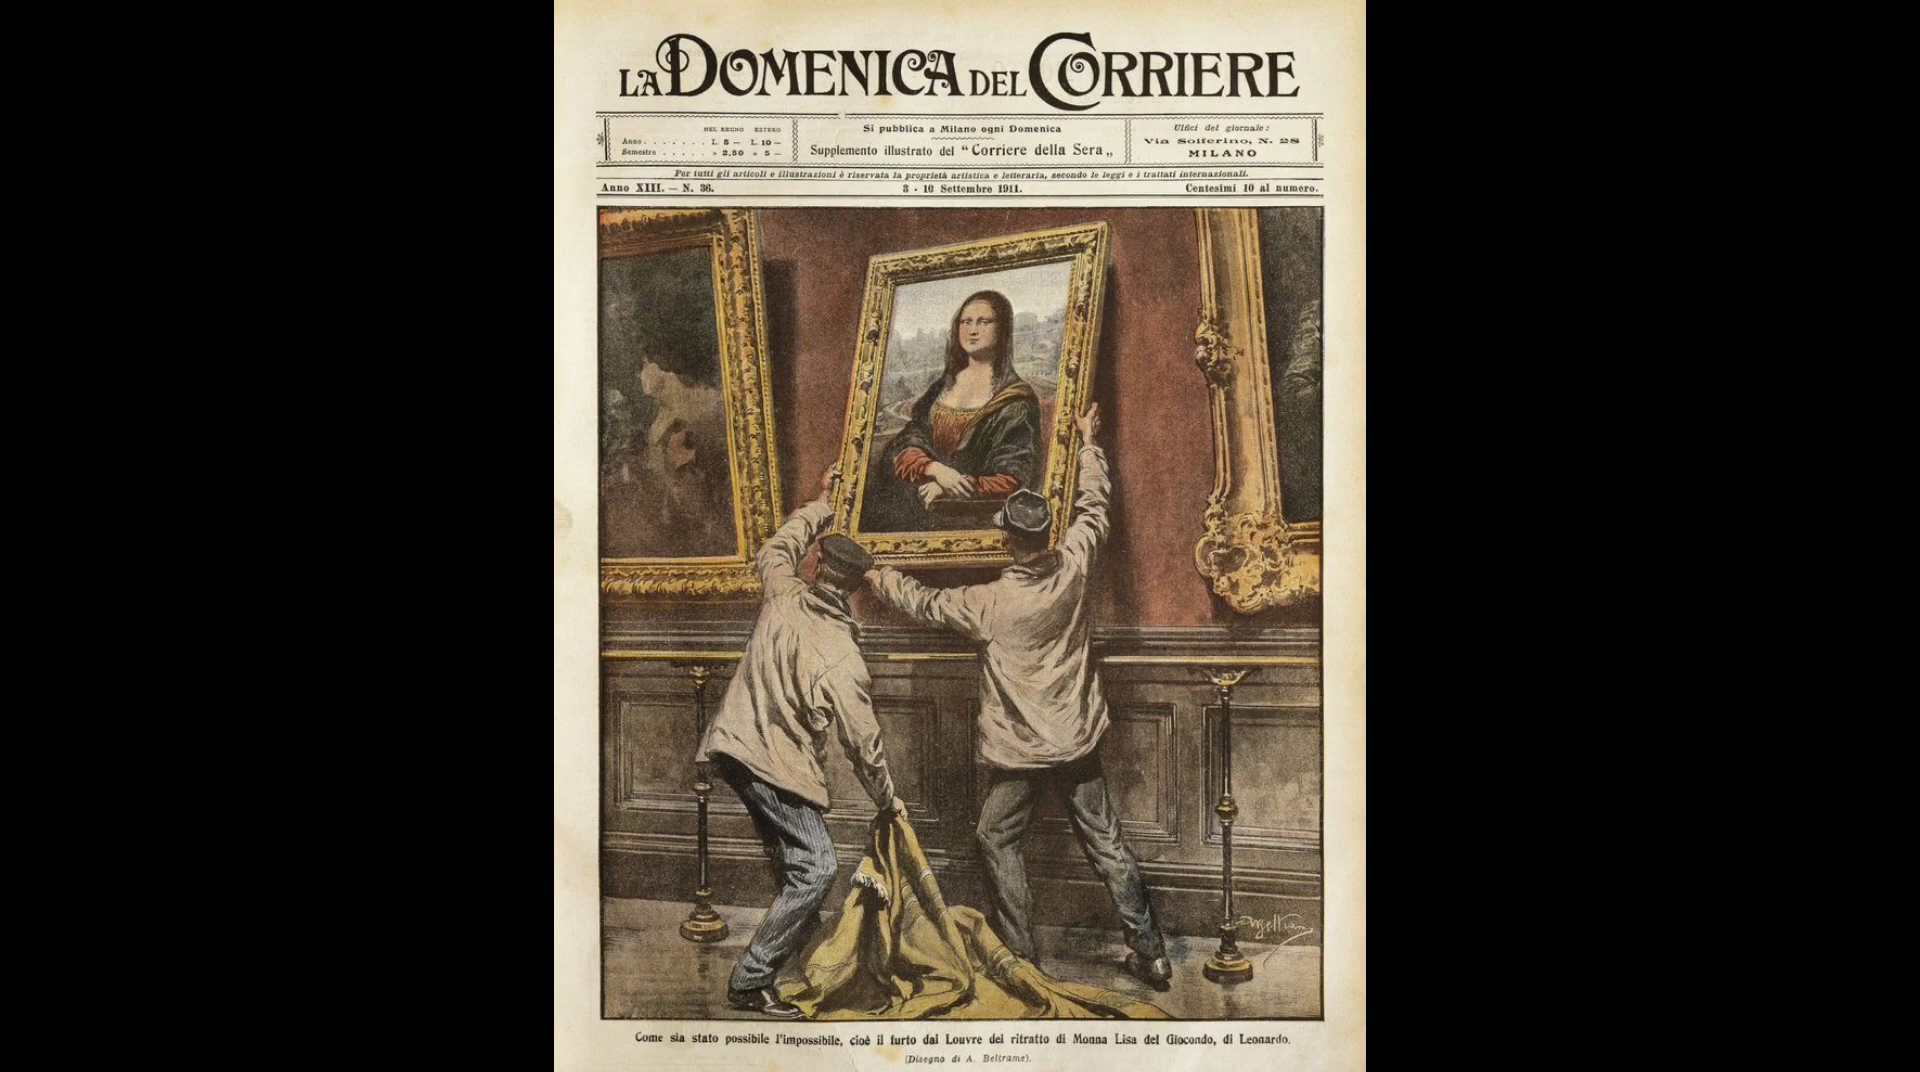 LA DOMENICA DEL CORRIERE
NEL REGNO ESTERO
Anno . . . . . . . L. 5 — L. 10 —
Semestro . . . . . » 2,50 » 5 —
Si pubblica a Milano ogni Domenica
Supplemento illustrato del “Corriere della Sera„
Uffici del giornale:
Via Solferino, N. 28
MILANO
Per tutti gli articoli e illustrazioni è riservata la proprietà artistica e letteraria, secondo le leggi e i trattati internazionali.
Anno XIII. — N. 36. 3 - 10 Settembre 1911. Centesimi 10 al numero.
A. Beltrame
Come sia stato possibile l'impossibile, cioè il furto dal Louvre del ritratto di Monna Lisa del Giocondo, di Leonardo.
(Disegno di A. Beltrame).